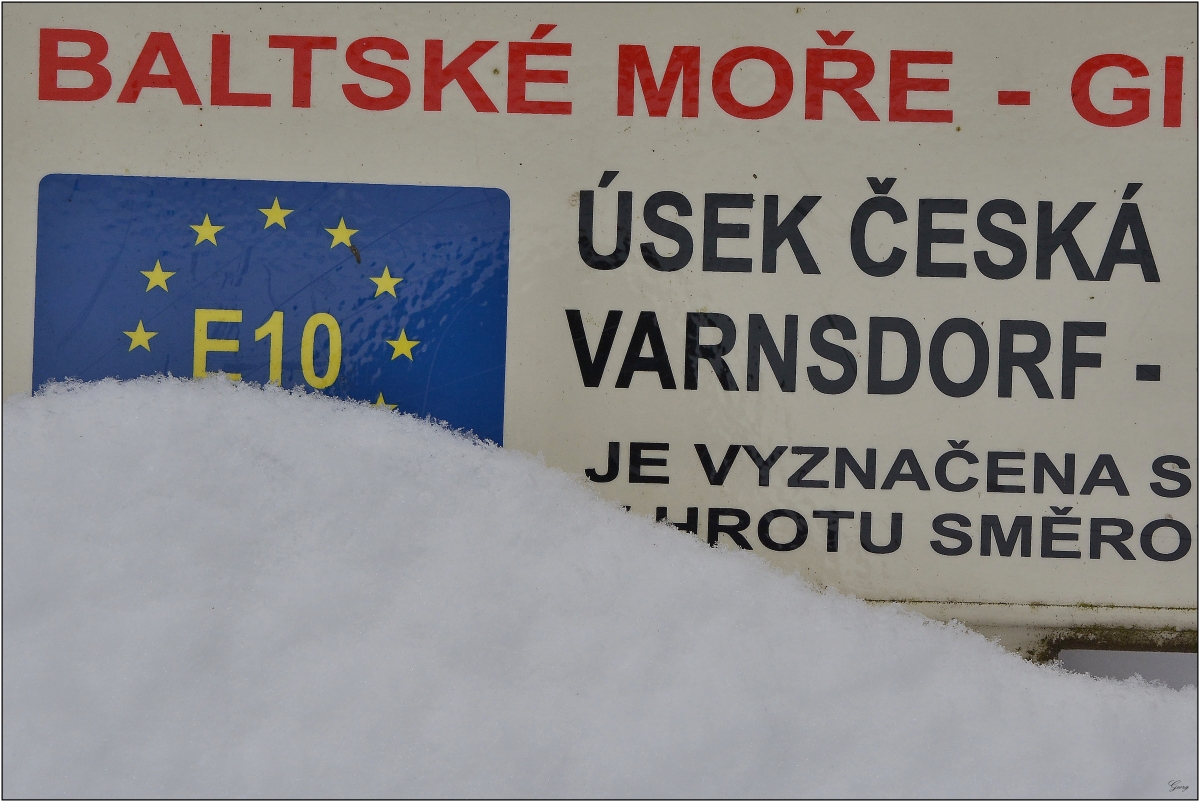 BALTSKÉ MOŘE - GI
E10
ÚSEK ČESKÁ
VARNSDORF -
JE VYZNAČENA S
HROTU SMĚRO